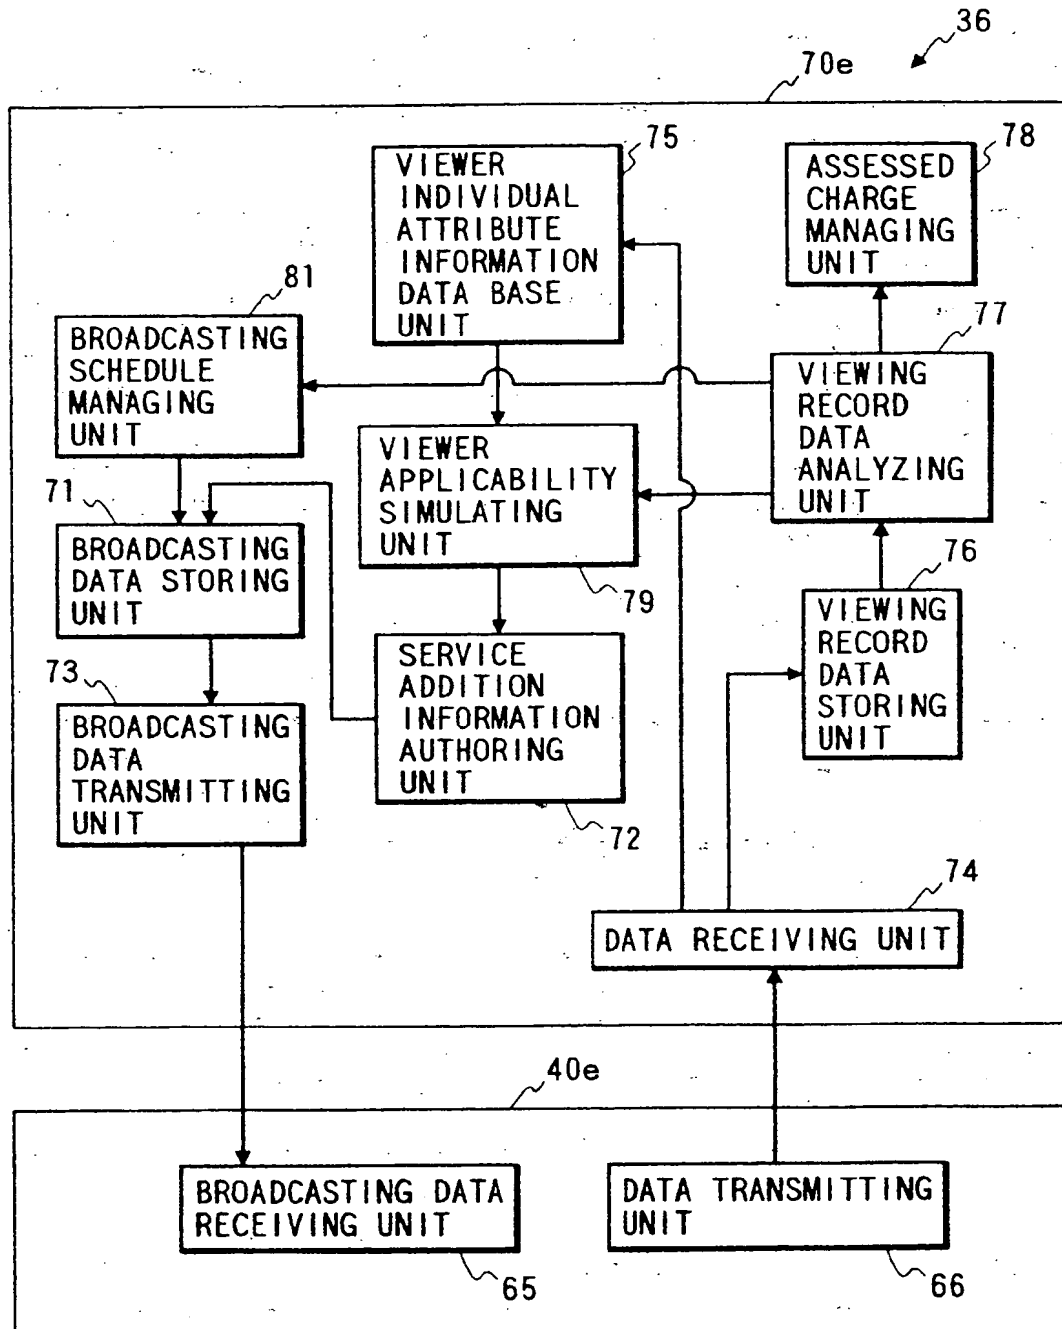 36
70e
75
VIEWER
INDIVIDUAL
ATTRIBUTE
INFORMATION
DATA BASE
UNIT
78
ASSESSED
CHARGE
MANAGING
UNIT
81
BROADCASTING
SCHEDULE
MANAGING
UNIT
77
VIEWING
RECORD
DATA
ANALYZING
UNIT
VIEWER
APPLICABILITY
SIMULATING
UNIT
79
71
BROADCASTING
DATA STORING
UNIT
76
VIEWING
RECORD
DATA
STORING
UNIT
SERVICE
ADDITION
INFORMATION
AUTHORING
UNIT
72
73
BROADCASTING
DATA
TRANSMITTING
UNIT
74
DATA RECEIVING UNIT
40e
BROADCASTING DATA
RECEIVING UNIT
65
DATA TRANSMITTING
UNIT
66